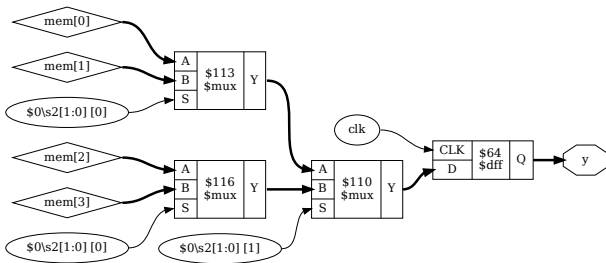 mem[0]
mem[1]
$0\s2[1:0] [0]
A
B
S
$113
$mux
Y
mem[2]
mem[3]
$0\s2[1:0] [0]
A
B
S
$116
$mux
Y
$0\s2[1:0] [1]
A
B
S
$110
$mux
Y
clk
CLK
D
$64
$dff
Q
y